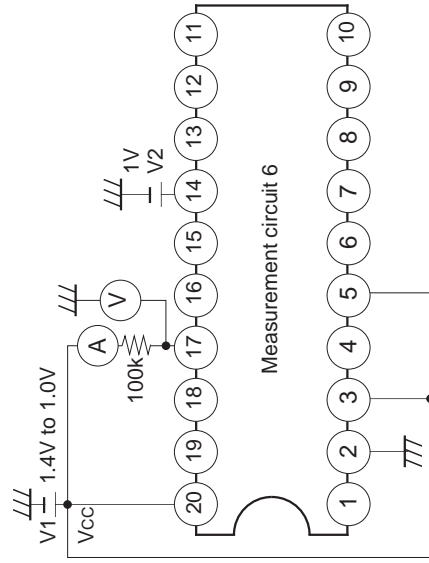 V1 1.4V to 1.0V
Vcc
A
V
100k
1V
V2
20 19 18 17 16 15 14 13 12 11
Measurement circuit 6
1 2 3 4 5 6 7 8 9 10